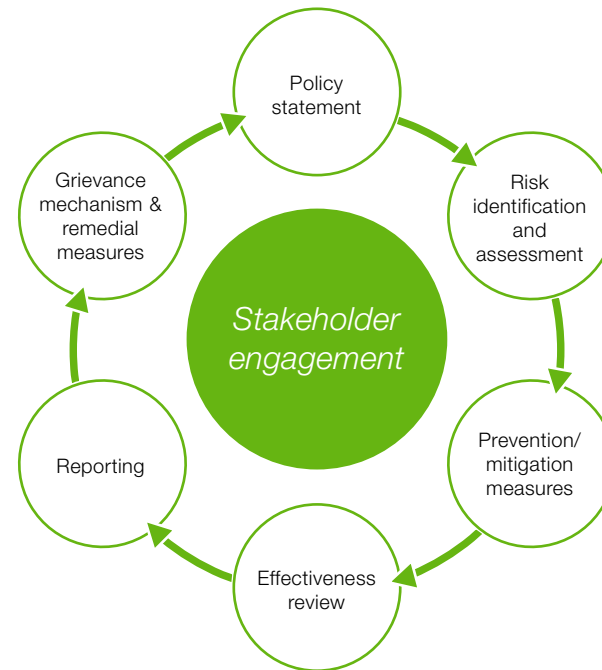 Policy
statement
Risk
identification
and
assessment
Prevention/
mitigation
measures
Effectiveness
review
Reporting
Grievance
mechanism &
remedial
measures
Stakeholder
engagement